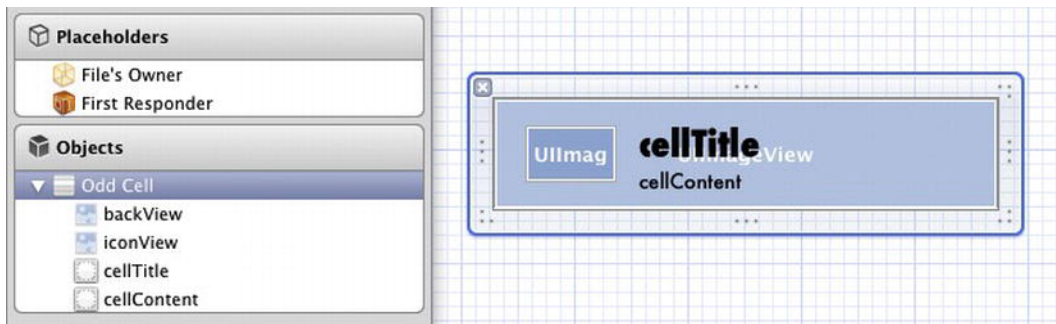 Placeholders
File's Owner
First Responder
Objects
Odd Cell
backView
iconView
cellTitle
cellContent
UIImag
cellTitle
cellContent